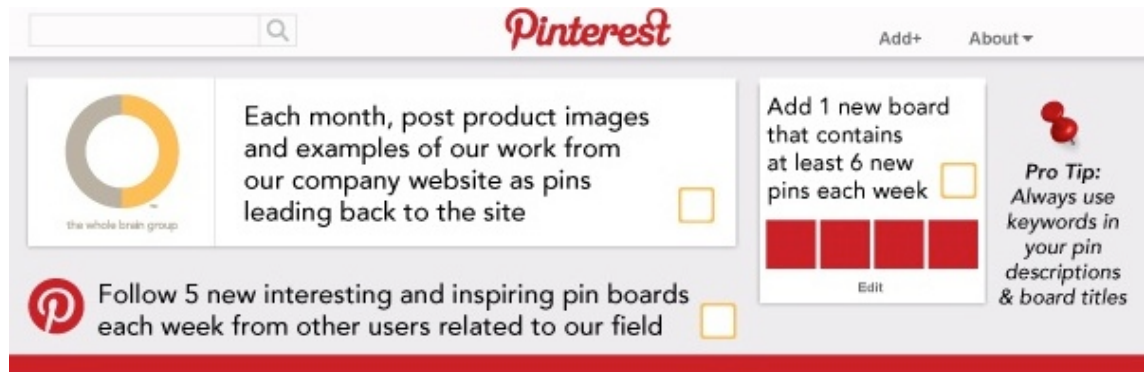 Pinterest
Add+
About
the whole brain group
Each month, post product images
and examples of our work from
our company website as pins
leading back to the site
Add 1 new board
that contains
at least 6 new
pins each week
Edit
Pro Tip:
Always use
keywords in
your pin
descriptions
& board titles
Follow 5 new interesting and inspiring pin boards
each week from other users related to our field